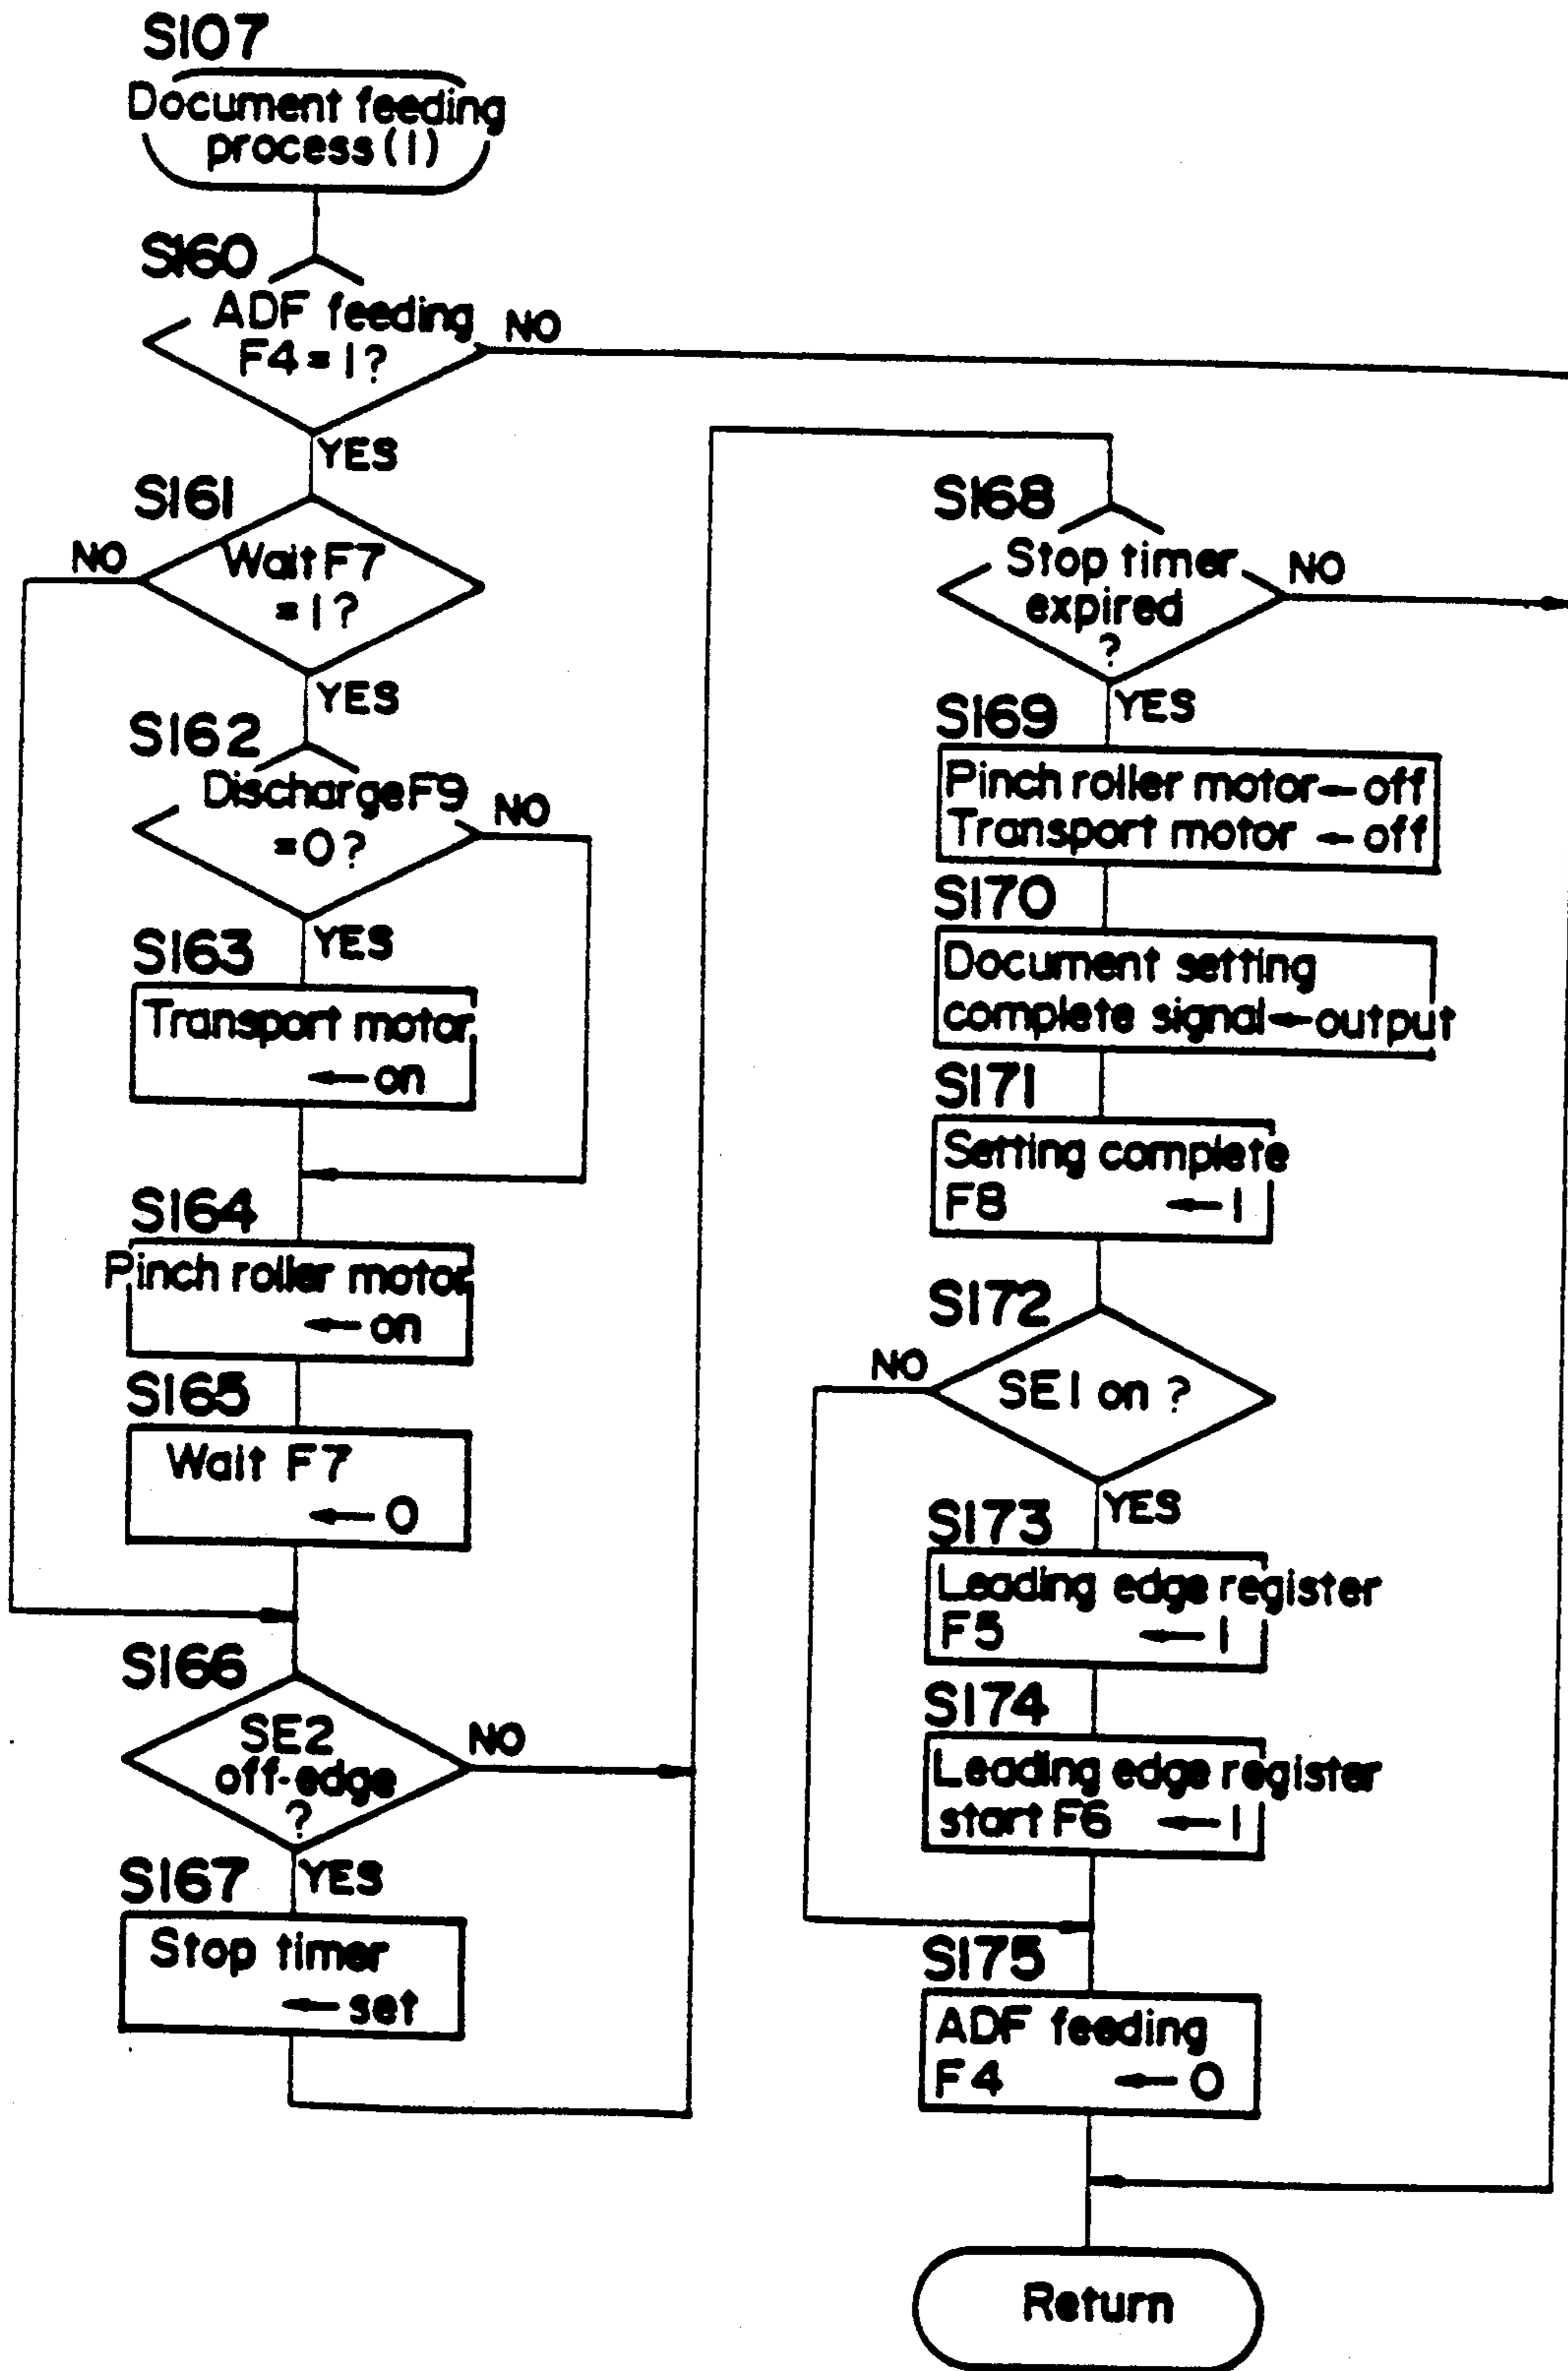 S107
Document feeding
process (1)
S160
ADF feeding
F4=1?
NO
YES
S161
NO
Wait F7
=1?
YES
S162
Discharge F9
=0?
NO
YES
S163
Transport motor
←on
S164
Pinch roller motor
←on
S165
Wait F7
←0
S166
SE2
off-edge
?
NO
YES
S167
Stop timer
←set
S168
Stop timer
expired
?
NO
YES
S169
Pinch roller motor←off
Transport motor ←off
S170
Document setting
complete signal←output
S171
Setting complete
F8 ←1
S172
NO
SE1 on ?
YES
S173
Leading edge register
F5 ←1
S174
Leading edge register
start F6 ←1
S175
ADF feeding
F4 ←0
Return